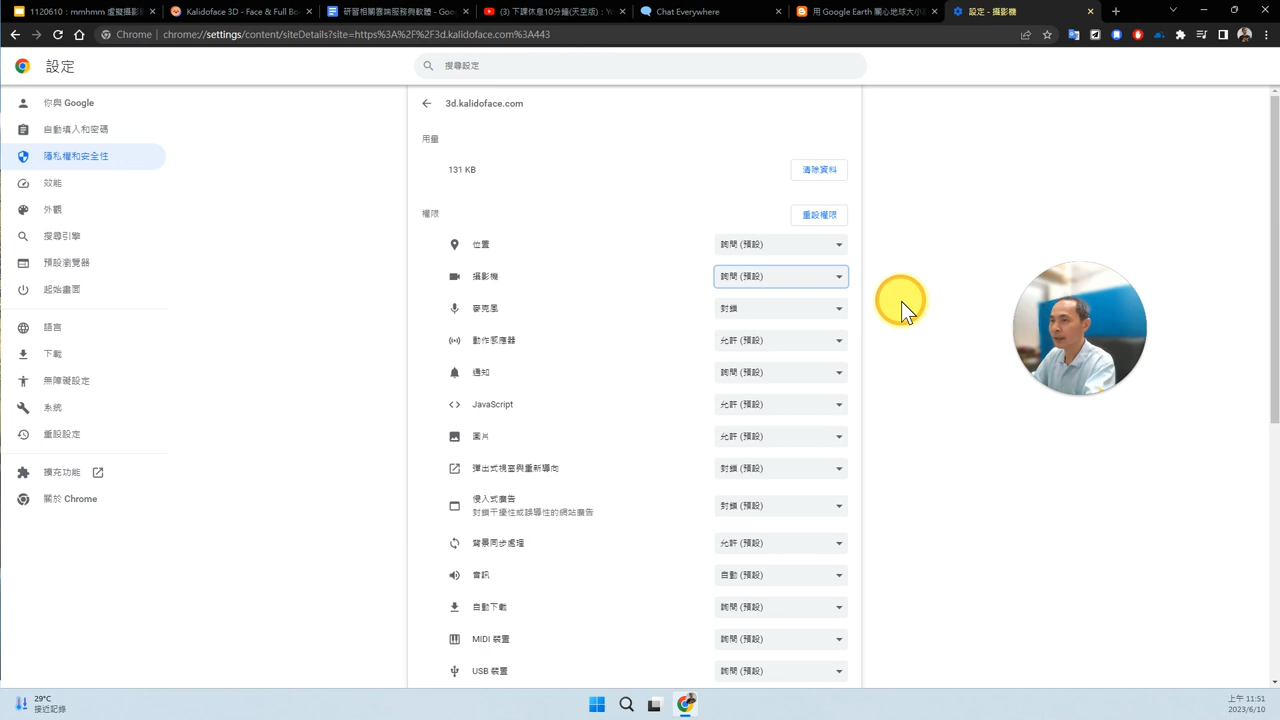 1120610 : mmhmm 虛擬攝影
Kalidoface 3D - Face & Full Bo
研習相關雲端服務與軟體 - Go
(3) 下課休息10分鐘(天空版) - Yo
Chat Everywhere
用 Google Earth 關心地球大小
設定 - 攝影機
Chrome | chrome://settings/content/siteDetails?site=https%3A%2F%2F3d.kalidoface.com%3A443
設定
搜尋設定
你與 Google
自動填入和密碼
隱私權和安全性
效能
外觀
搜尋引擎
預設瀏覽器
起始畫面
語言
下載
無障礙設定
系統
重設設定
擴充功能
關於 Chrome
3d.kalidoface.com
用量
131 KB
清除資料
權限
重設權限
位置
詢問 (預設)
攝影機
詢問 (預設)
麥克風
封鎖
動作感應器
允許 (預設)
通知
詢問 (預設)
JavaScript
允許 (預設)
圖片
允許 (預設)
彈出式視窗與重新導向
封鎖 (預設)
侵入式廣告
封鎖干擾性或誤導性的網站廣告
封鎖 (預設)
背景同步處理
允許 (預設)
音訊
自動 (預設)
自動下載
詢問 (預設)
MIDI 裝置
詢問 (預設)
USB 裝置
詢問 (預設)
29°C
接近記錄
上午 11:51
2023/6/10